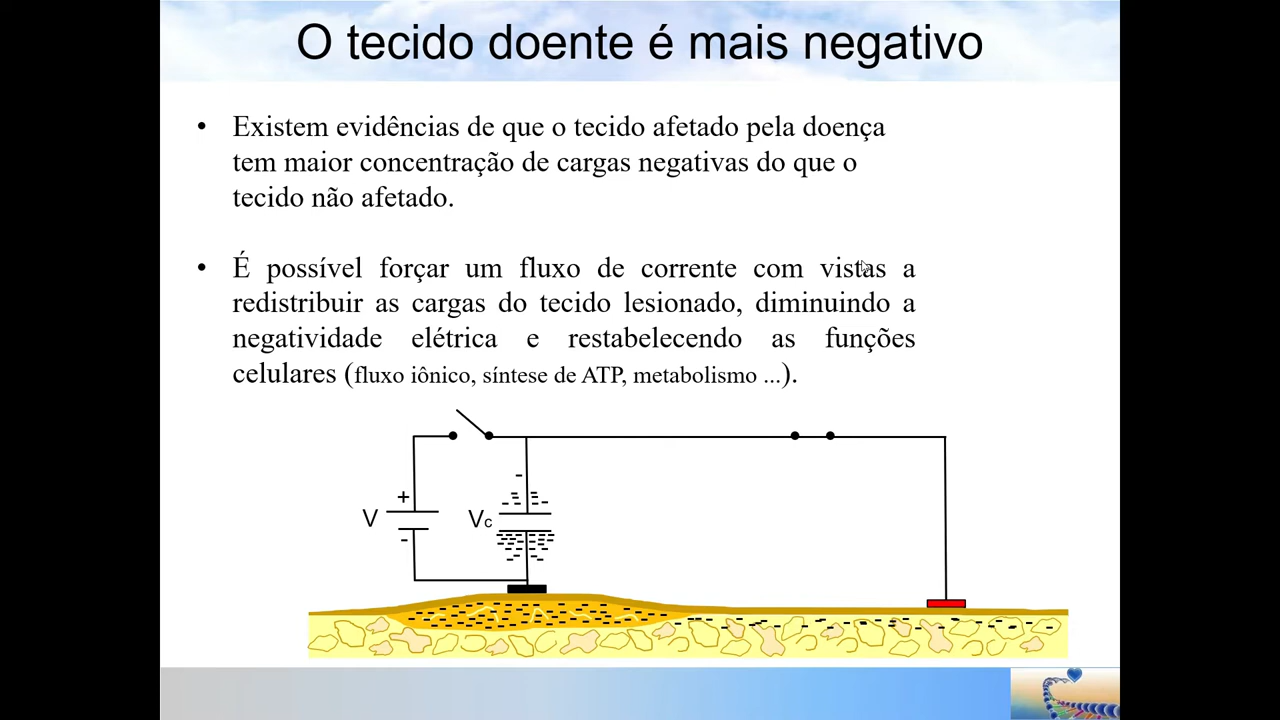 O tecido doente é mais negativo
• Existem evidências de que o tecido afetado pela doença
tem maior concentração de cargas negativas do que o
tecido não afetado.
• É possível forçar um fluxo de corrente com vistas a
redistribuir as cargas do tecido lesionado, diminuindo a
negatividade elétrica e restabelecendo as funções
celulares (fluxo iônico, síntese de ATP, metabolismo ...).
+
V
-
-
Vc